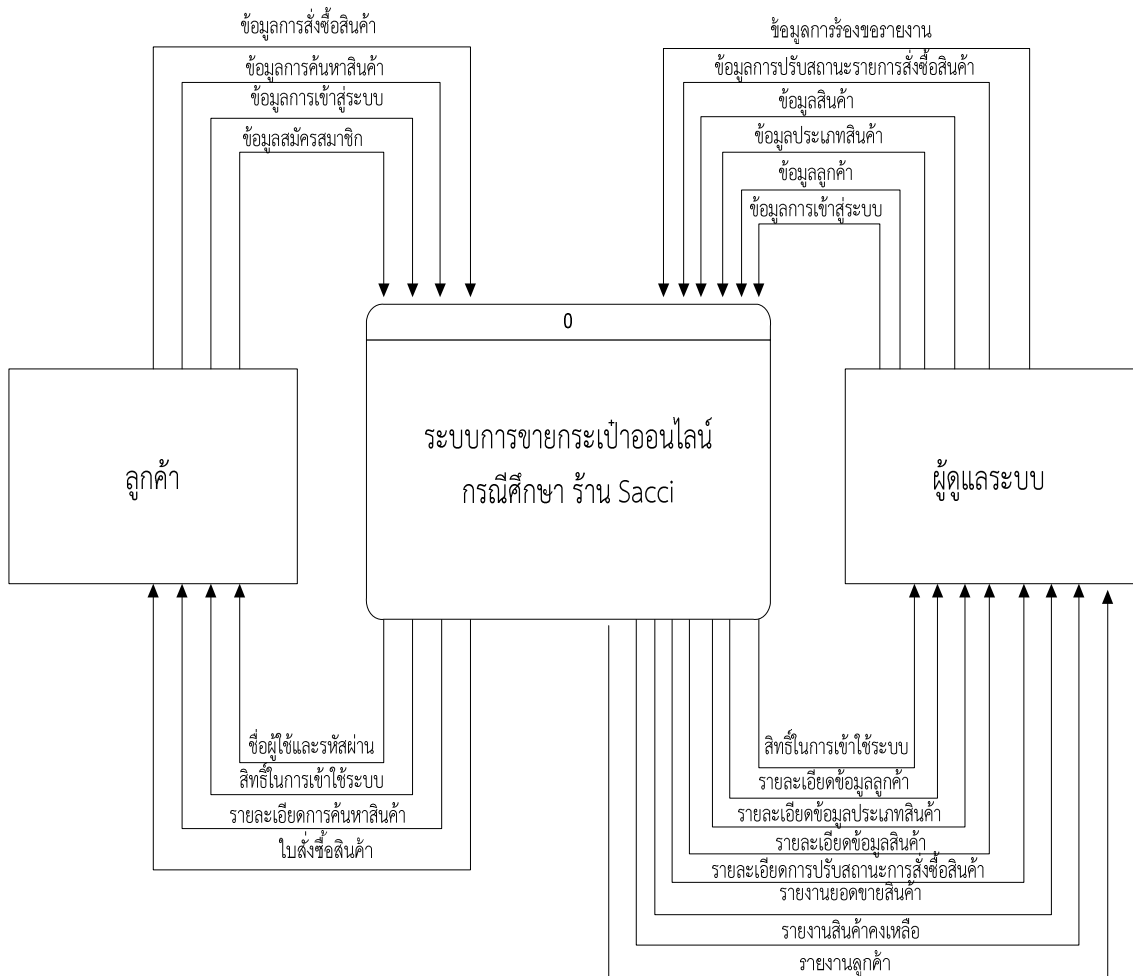 ข้อมูลการสั่งซื้อสินค้า
ข้อมูลการค้นหาสินค้า
ข้อมูลการเข้าสู่ระบบ
ข้อมูลสมัครสมาชิก
ข้อมูลการร้องขอรายงาน
ข้อมูลการปรับสถานะรายการสั่งซื้อสินค้า
ข้อมูลสินค้า
ข้อมูลประเภทสินค้า
ข้อมูลลูกค้า
ข้อมูลการเข้าสู่ระบบ
0
ระบบการขายกระเป๋าออนไลน์
กรณีศึกษา ร้าน Sacci
ลูกค้า
ผู้ดูแลระบบ
ชื่อผู้ใช้และรหัสผ่าน
สิทธิ์ในการเข้าใช้ระบบ
รายละเอียดการค้นหาสินค้า
ใบสั่งซื้อสินค้า
สิทธิ์ในการเข้าใช้ระบบ
รายละเอียดข้อมูลลูกค้า
รายละเอียดข้อมูลประเภทสินค้า
รายละเอียดข้อมูลสินค้า
รายละเอียดการปรับสถานะการสั่งซื้อสินค้า
รายงานยอดขายสินค้า
รายงานสินค้าคงเหลือ
รายงานลูกค้า